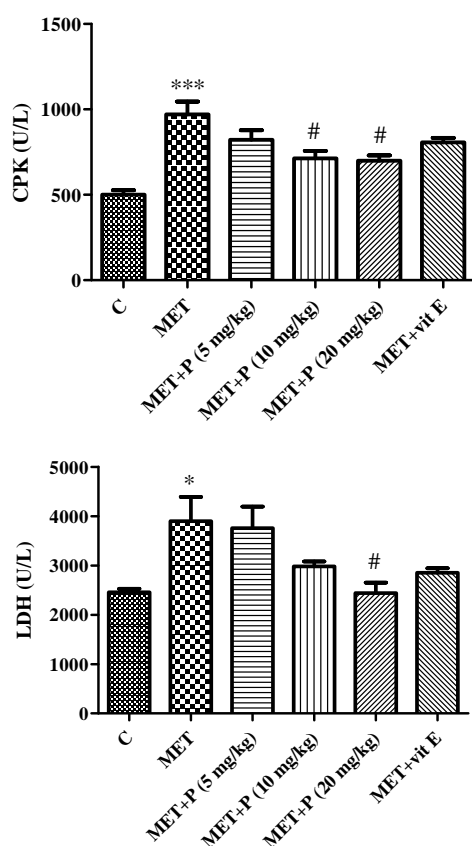 1500
***
1000
#
#
CPK (U/L)
500
0
C
MET
MET+P (5 mg/kg)
MET+P (10 mg/kg)
MET+P (20 mg/kg)
MET+vit E
5000
*
4000
#
3000
LDH (U/L)
2000
1000
0
C
MET
MET+P (5 mg/kg)
MET+P (10 mg/kg)
MET+P (20 mg/kg)
MET+vit E